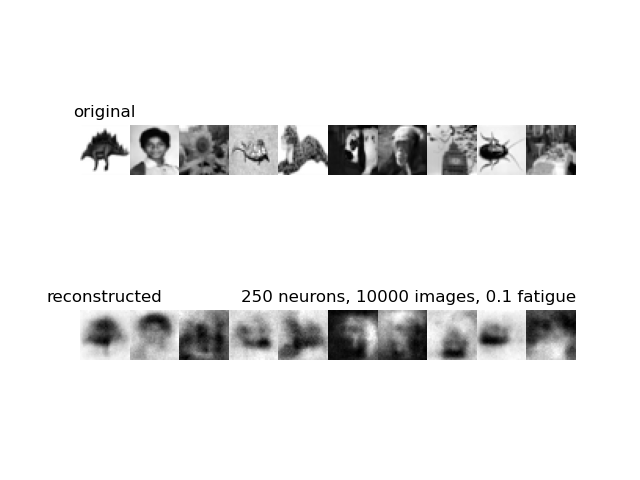 original
reconstructed
250 neurons, 10000 images, 0.1 fatigue